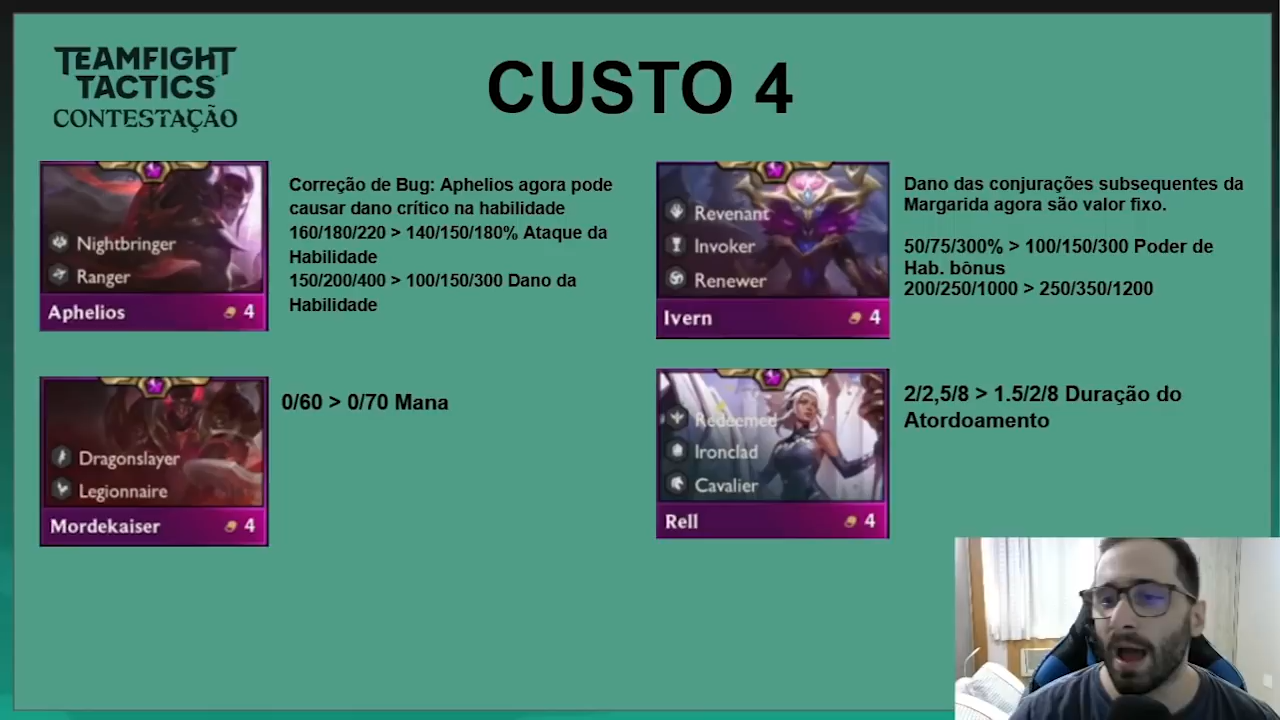 TEAMFIGHT
TACTICS
CONTESTAÇÃO
CUSTO 4
Nightbringer
Ranger
Aphelios 4
Correção de Bug: Aphelios agora pode
causar dano crítico na habilidade
160/180/220 > 140/150/180% Ataque da
Habilidade
150/200/400 > 100/150/300 Dano da
Habilidade
Revenant
Invoker
Renewer
Ivern 4
Dano das conjurações subsequentes da
Margarida agora são valor fixo.
50/75/300% > 100/150/300 Poder de
Hab. bônus
200/250/1000 > 250/350/1200
Dragonslayer
Legionnaire
Mordekaiser 4
0/60 > 0/70 Mana
Redeemed
Ironclad
Cavalier
Rell 4
2/2,5/8 > 1.5/2/8 Duração do
Atordoamento